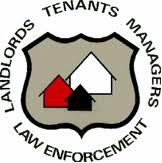 LANDLORDS TENANTS MANAGERS
LAW ENFORCEMENT